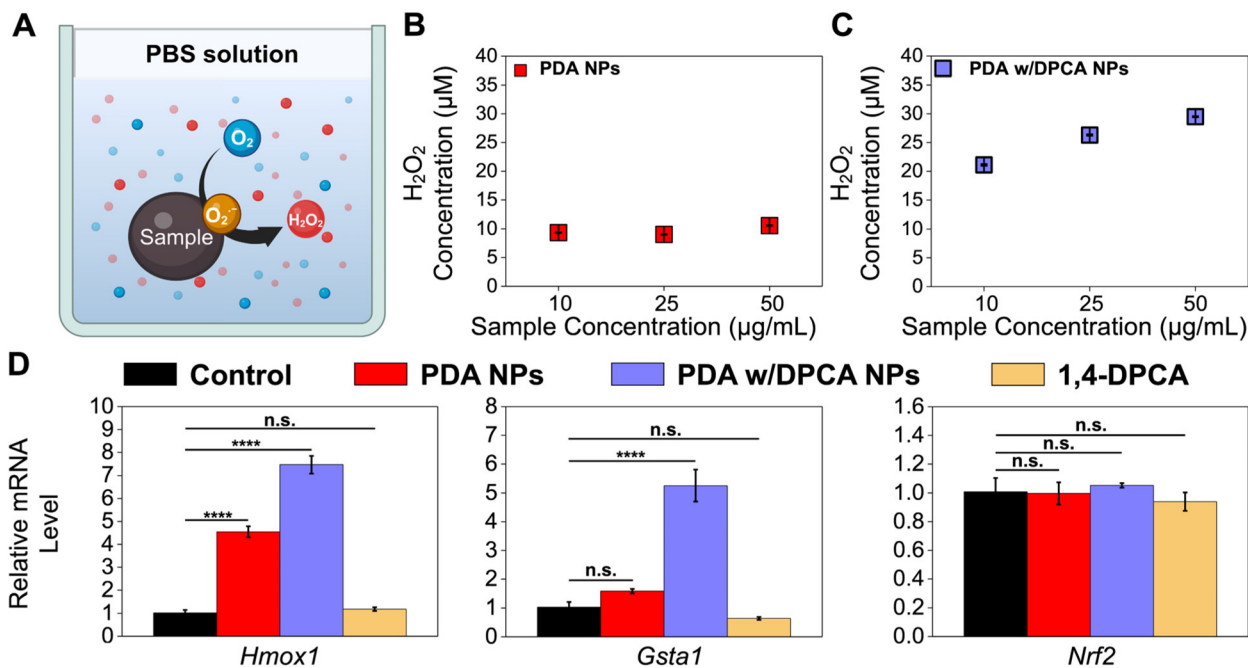 A
PBS solution
O₂
O₂·⁻
Sample
H₂O₂
B
H₂O₂
Concentration (µM)
40
35
30
25
20
15
10
5
0
PDA NPs
10 25 50
Sample Concentration (µg/mL)
C
H₂O₂
Concentration (µM)
40
35
30
25
20
15
10
5
0
PDA w/DPCA NPs
10 25 50
Sample Concentration (µg/mL)
D
Control PDA NPs PDA w/DPCA NPs 1,4-DPCA
Relative mRNA
Level
10
9
8
7
6
5
4
3
2
1
0
n.s.
****
****
Hmox1
8
7
6
5
4
3
2
1
0
n.s.
****
n.s.
Gsta1
1.6
1.4
1.2
1.0
0.8
0.6
0.4
0.2
0.0
n.s.
n.s.
n.s.
Nrf2